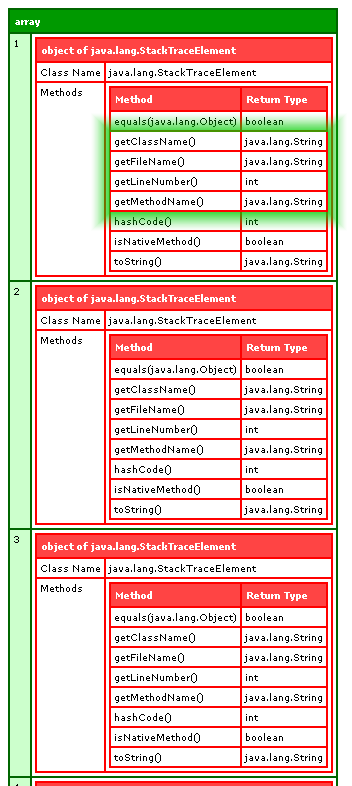 array
1
object of java.lang.StackTraceElement
Class Name java.lang.StackTraceElement
Methods
Method Return Type
equals(java.lang.Object) boolean
getClassName() java.lang.String
getFileName() java.lang.String
getLineNumber() int
getMethodName() java.lang.String
hashCode() int
isNativeMethod() boolean
toString() java.lang.String
2
object of java.lang.StackTraceElement
Class Name java.lang.StackTraceElement
Methods
Method Return Type
equals(java.lang.Object) boolean
getClassName() java.lang.String
getFileName() java.lang.String
getLineNumber() int
getMethodName() java.lang.String
hashCode() int
isNativeMethod() boolean
toString() java.lang.String
3
object of java.lang.StackTraceElement
Class Name java.lang.StackTraceElement
Methods
Method Return Type
equals(java.lang.Object) boolean
getClassName() java.lang.String
getFileName() java.lang.String
getLineNumber() int
getMethodName() java.lang.String
hashCode() int
isNativeMethod() boolean
toString() java.lang.String